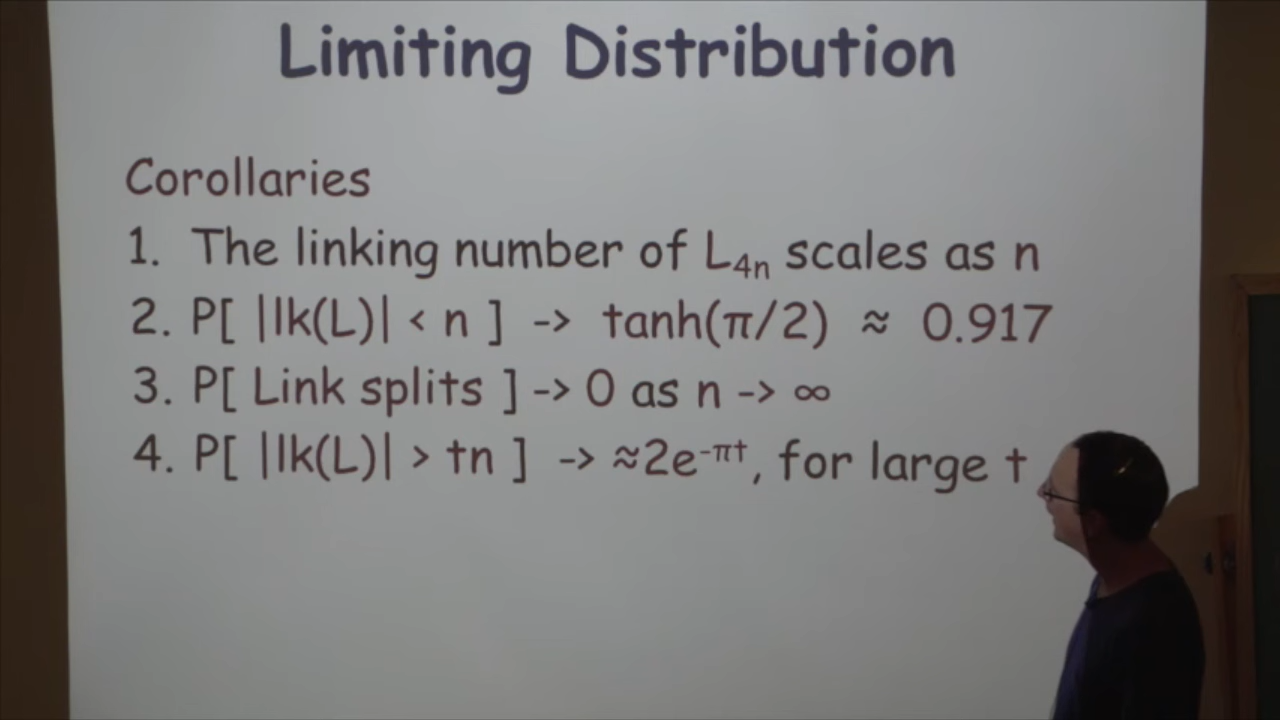 Limiting Distribution
Corollaries
1. The linking number of L₄ₙ scales as n
2. P[ |lk(L)| < n ] -> tanh(π/2) ≈ 0.917
3. P[ Link splits ] -> 0 as n -> ∞
4. P[ |lk(L)| > tn ] -> ≈2e⁻πᵗ, for large t